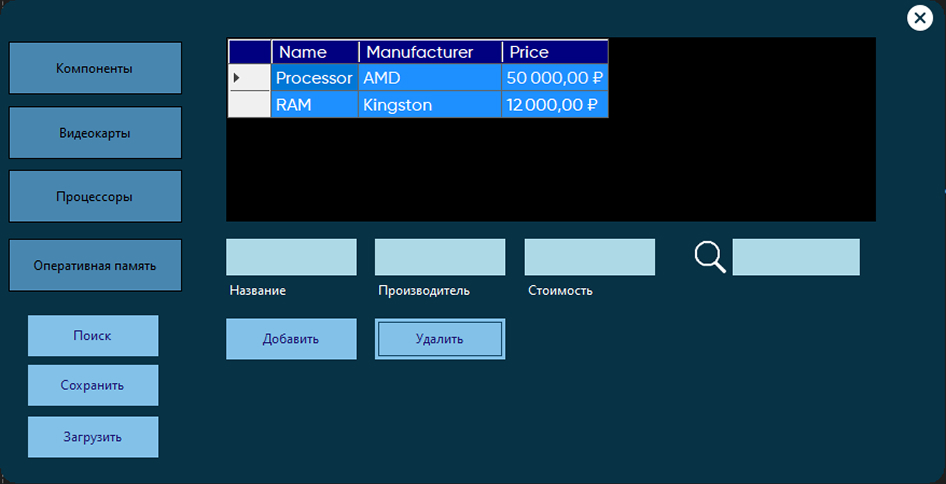 Компоненты
Видеокарты
Процессоры
Оперативная память
Поиск
Сохранить
Загрузить
Name Manufacturer Price
Processor AMD 50 000,00 ₽
RAM Kingston 12 000,00 ₽
Название Производитель Стоимость
Добавить Удалить